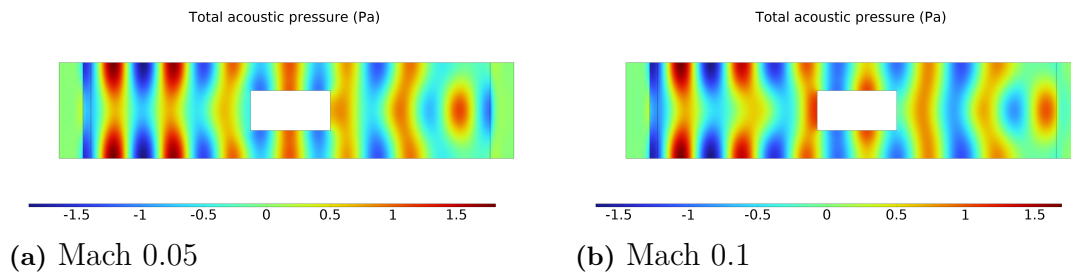 Total acoustic pressure (Pa)
-1.5 -1 -0.5 0 0.5 1 1.5
(a) Mach 0.05
Total acoustic pressure (Pa)
-1.5 -1 -0.5 0 0.5 1 1.5
(b) Mach 0.1